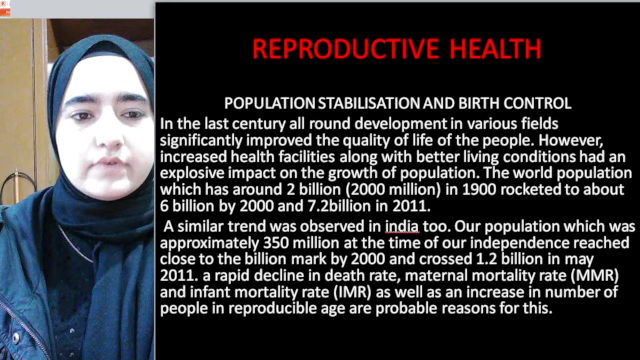 REPRODUCTIVE HEALTH
POPULATION STABILISATION AND BIRTH CONTROL
In the last century all round development in various fields
significantly improved the quality of life of the people. However,
increased health facilities along with better living conditions had an
explosive impact on the growth of population. The world population
which has around 2 billion (2000 million) in 1900 rocketed to about
6 billion by 2000 and 7.2billion in 2011.
A similar trend was observed in india too. Our population which was
approximately 350 million at the time of our independence reached
close to the billion mark by 2000 and crossed 1.2 billion in may
2011. a rapid decline in death rate, maternal mortality rate (MMR)
and infant mortality rate (IMR) as well as an increase in number of
people in reproducible age are probable reasons for this.